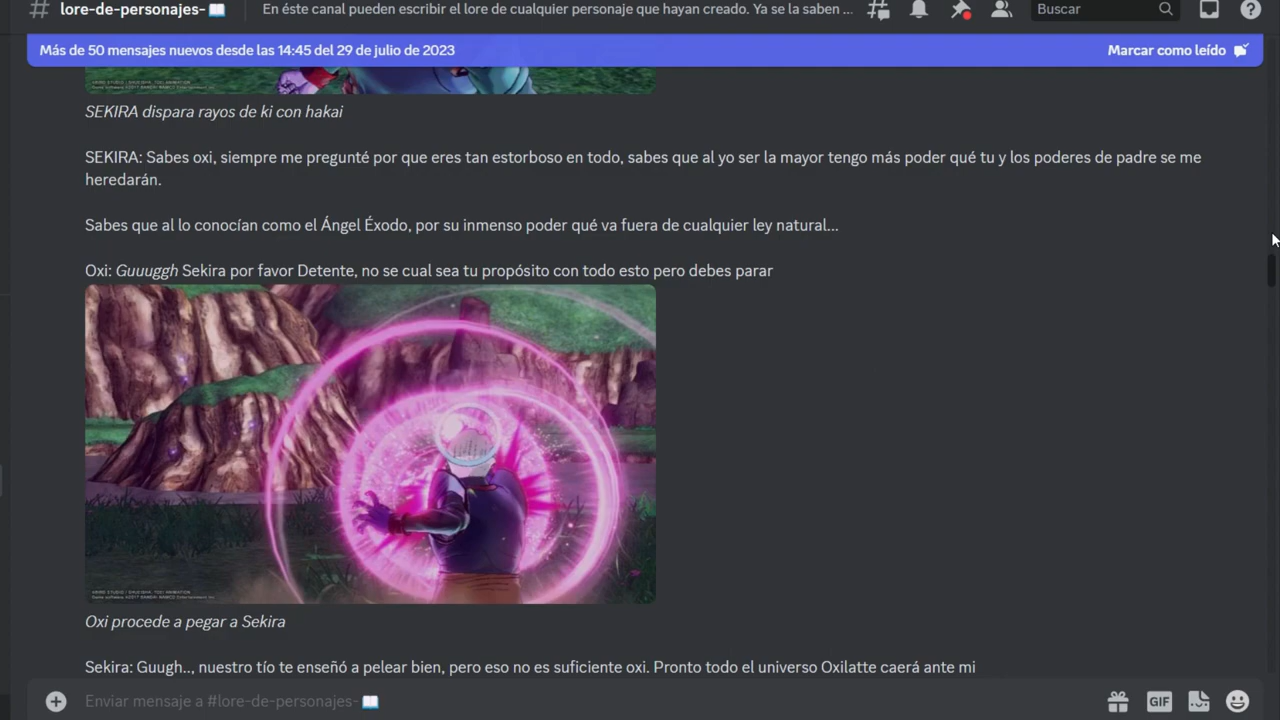 # lore-de-personajes-📖
En éste canal pueden escribir el lore de cualquier personaje que hayan creado. Ya se la saben ...
Buscar
Más de 50 mensajes nuevos desde las 14:45 del 29 de julio de 2023
Marcar como leído
SEKIRA dispara rayos de ki con hakai
SEKIRA: Sabes oxi, siempre me pregunté por que eres tan estorboso en todo, sabes que al yo ser la mayor tengo más poder qué tu y los poderes de padre se me
heredarán.
Sabes que al lo conocían como el Ángel Éxodo, por su inmenso poder qué va fuera de cualquier ley natural...
Oxi: Guuuggh Sekira por favor Detente, no se cual sea tu propósito con todo esto pero debes parar
Oxi procede a pegar a Sekira
Sekira: Guugh.., nuestro tío te enseñó a pelear bien, pero eso no es suficiente oxi. Pronto todo el universo Oxilatte caerá ante mi
Enviar mensaje a #lore-de-personajes-📖
GIF